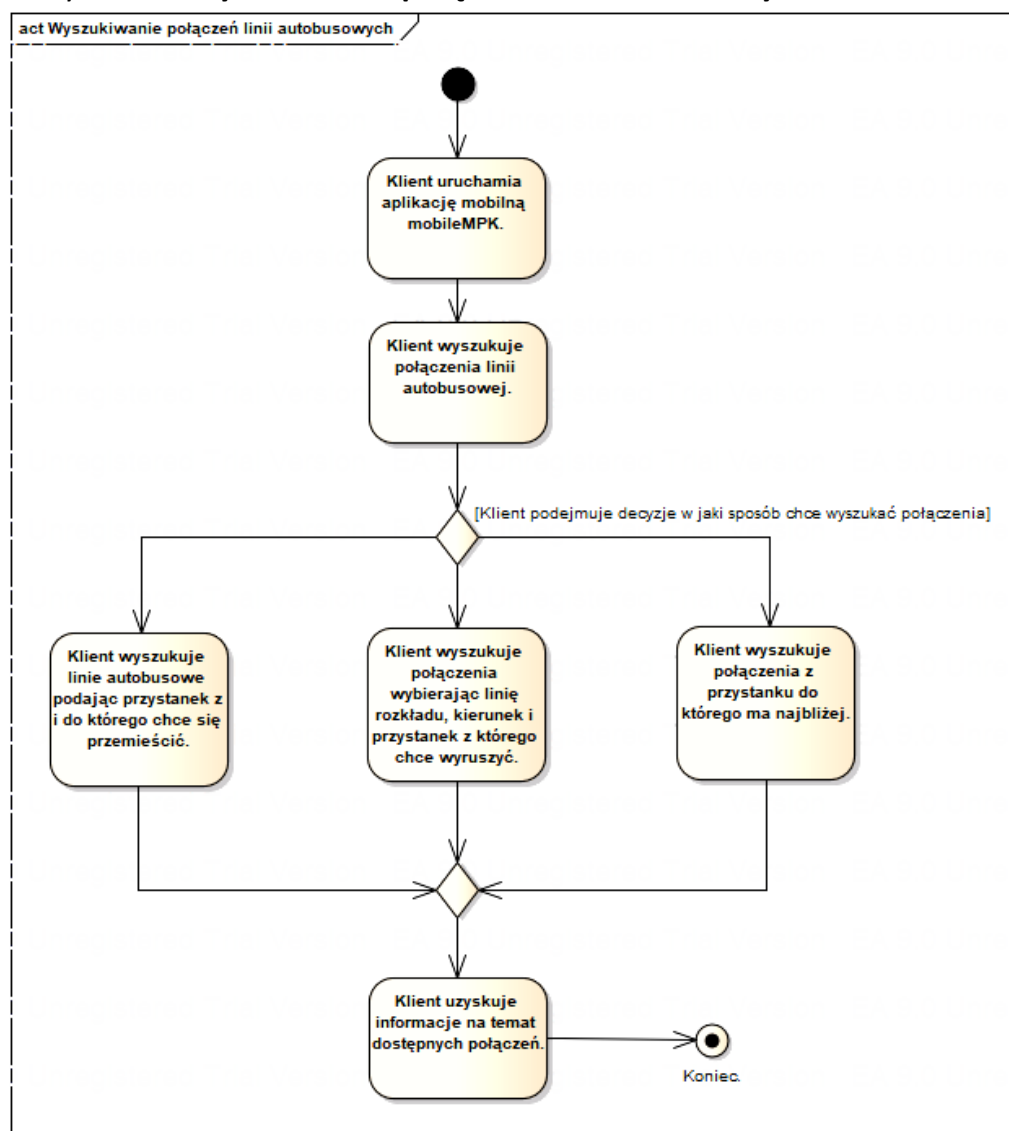 act Wyszukiwanie połączeń linii autobusowych
Klient uruchamia
aplikację mobilną
mobileMPK.
Klient wyszukuje
połączenia linii
autobusowej.
[Klient podejmuje decyzje w jaki sposób chce wyszukać połączenia]
Klient wyszukuje
linie autobusowe
podając przystanek z
i do którego chce się
przemieścić.
Klient wyszukuje
połączenia
wybierając linię
rozkładu, kierunek i
przystanek z którego
chce wyruszyć.
Klient wyszukuje
połączenia z
przystanku do
którego ma najbliżej.
Klient uzyskuje
informacje na temat
dostępnych połączeń.
Koniec.